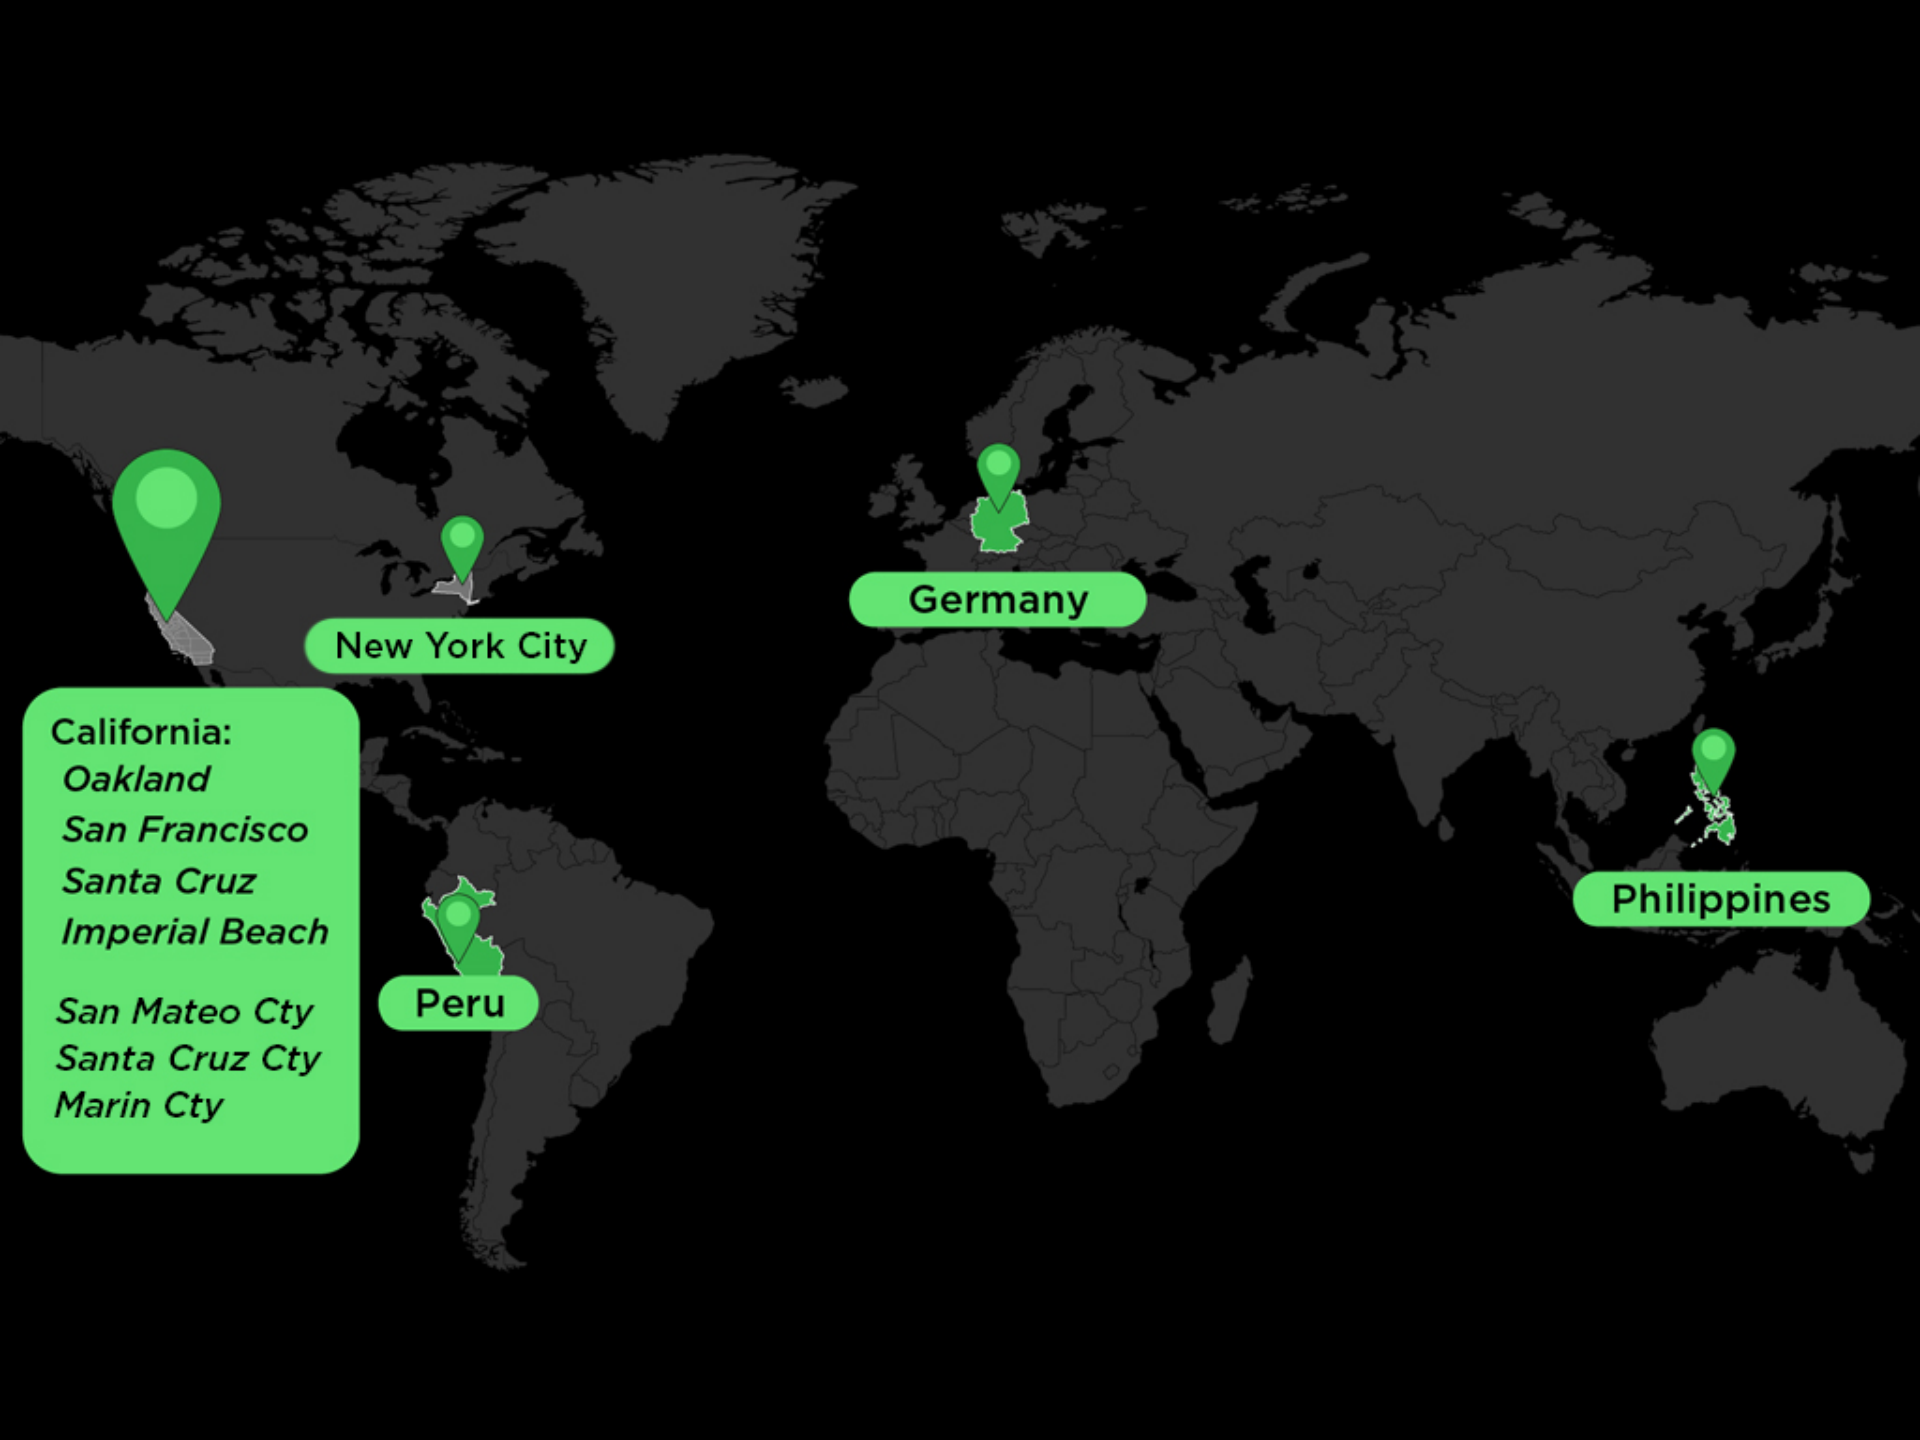 New York City
Germany
California:
Oakland
San Francisco
Santa Cruz
Imperial Beach
San Mateo Cty
Santa Cruz Cty
Marin Cty
Peru
Philippines